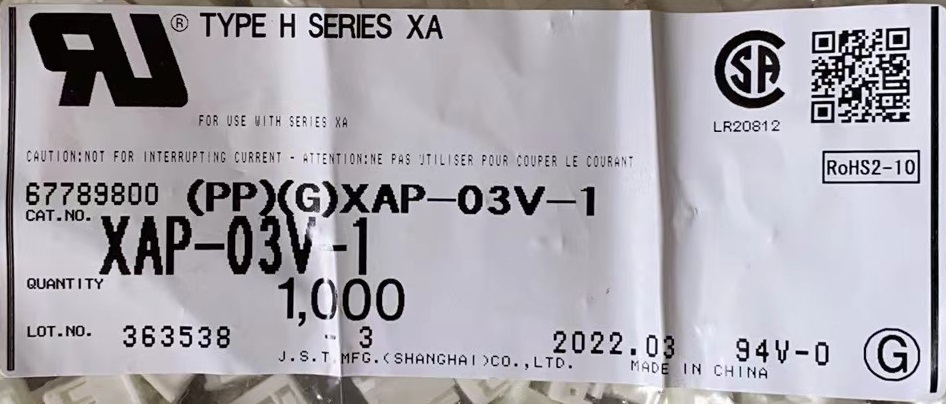 ® TYPE H SERIES XA
FOR USE WITH SERIES XA
LR20812
CAUTION:NOT FOR INTERRUPTING CURRENT - ATTENTION:NE PAS UTILISER POUR COUPER LE COURANT
RoHS2-10
67789800 (PP)(G)XAP-03V-1
CAT.NO.
XAP-03V-1
QUANTITY
1,000
LOT.NO. 363538 3 2022.03 94V-0 G
J.S.T.MFG.(SHANGHAI)CO.,LTD. MADE IN CHINA